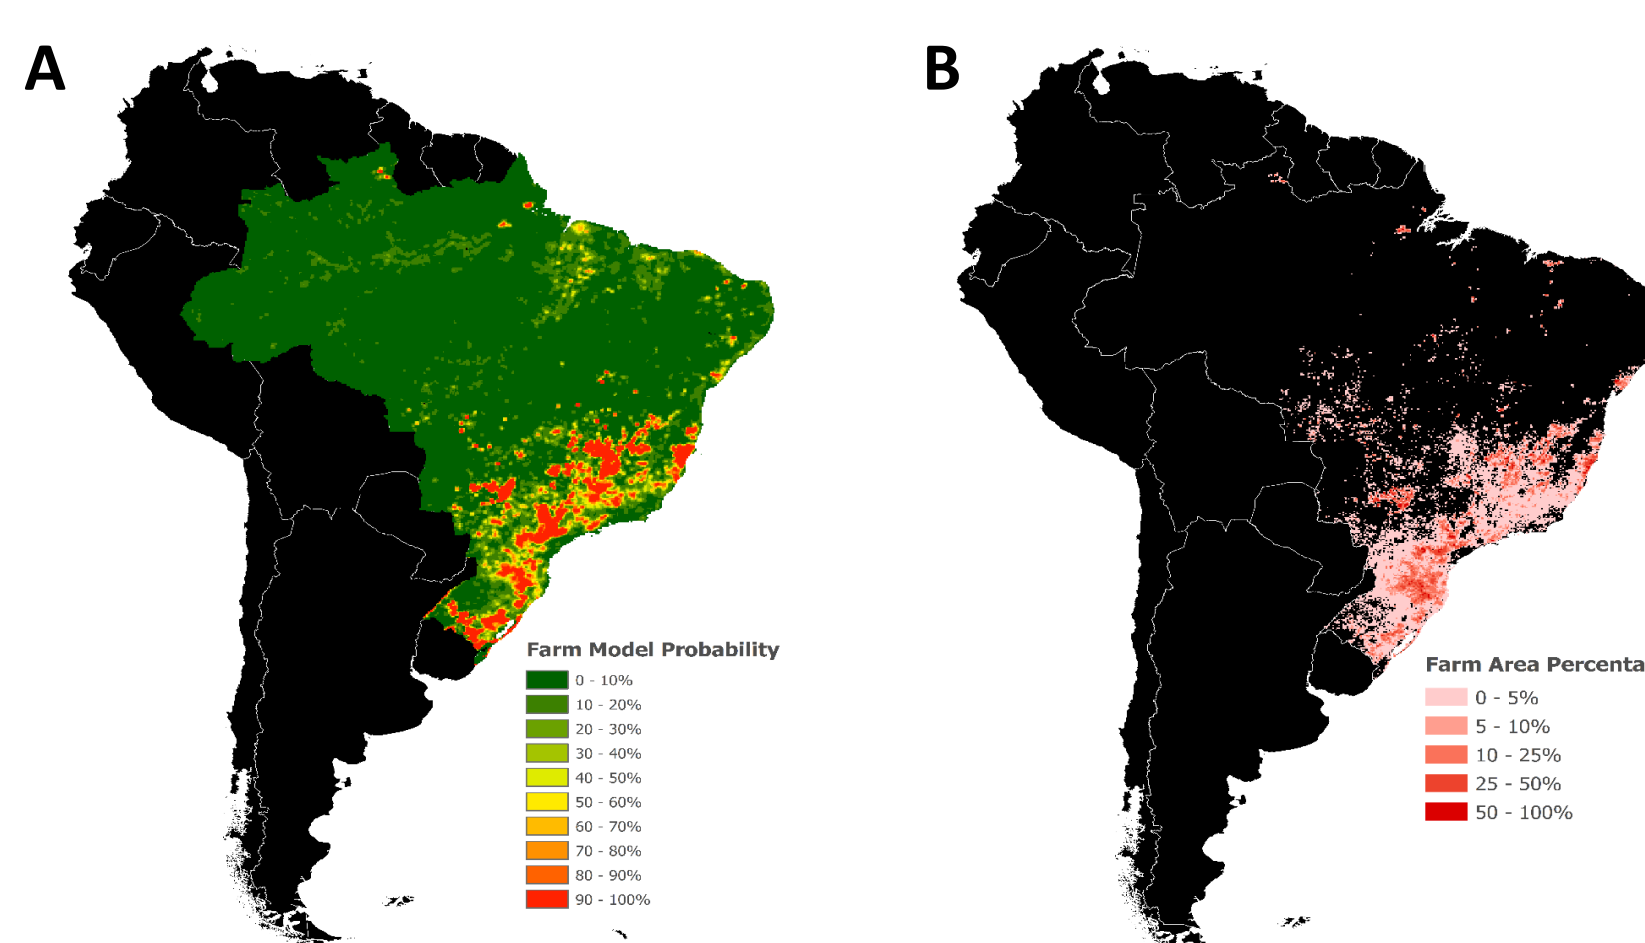 A
B
Farm Model Probability
0 - 10%
10 - 20%
20 - 30%
30 - 40%
40 - 50%
50 - 60%
60 - 70%
70 - 80%
80 - 90%
90 - 100%
Farm Area Percenta
0 - 5%
5 - 10%
10 - 25%
25 - 50%
50 - 100%